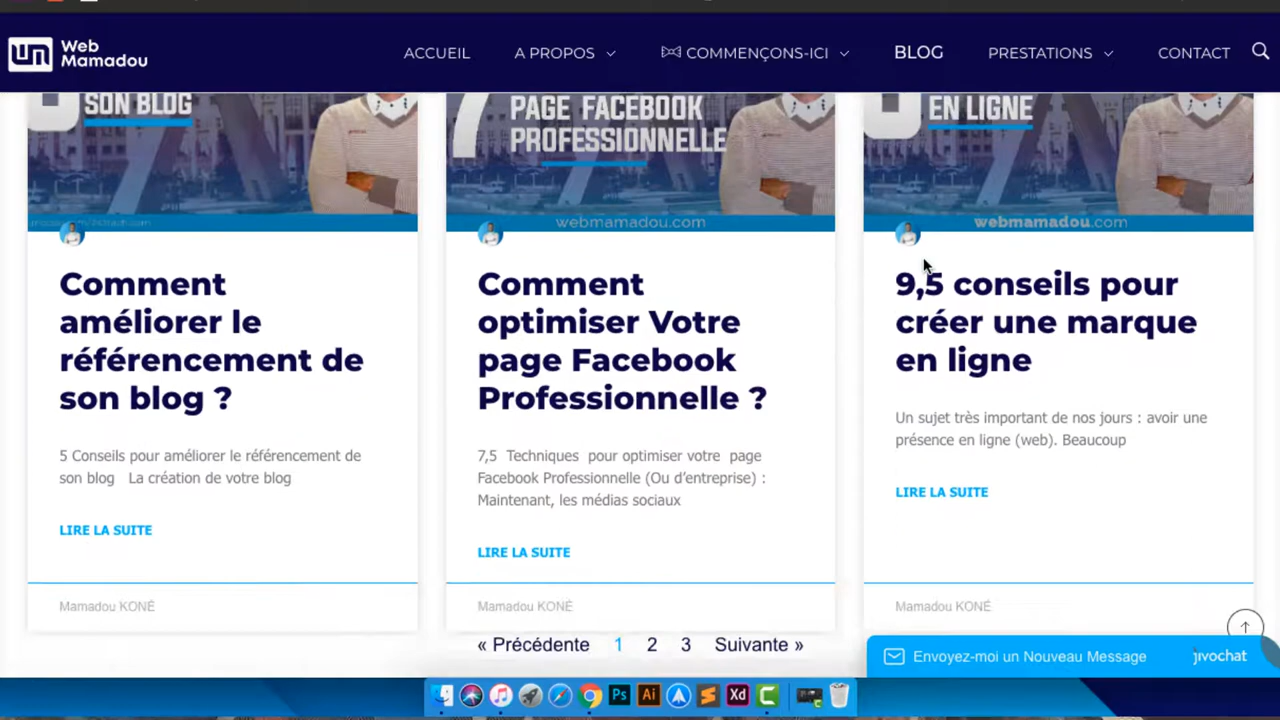 Web
Mamadou
ACCUEIL
A PROPOS
COMMENÇONS-ICI
BLOG
PRESTATIONS
CONTACT
SON BLOG
7
PAGE FACEBOOK
PROFESSIONNELLE
EN LIGNE
webmamadou.com
webmamadou.com
Comment
améliorer le
référencement de
son blog ?
5 Conseils pour améliorer le référencement de
son blog La création de votre blog
LIRE LA SUITE
Mamadou KONÉ
Comment
optimiser Votre
page Facebook
Professionnelle ?
7,5 Techniques pour optimiser votre page
Facebook Professionnelle (Ou d’entreprise) :
Maintenant, les médias sociaux
LIRE LA SUITE
Mamadou KONÉ
9,5 conseils pour
créer une marque
en ligne
Un sujet très important de nos jours : avoir une
présence en ligne (web). Beaucoup
LIRE LA SUITE
Mamadou KONÉ
« Précédente 1 2 3 Suivante »
Envoyez-moi un Nouveau Message
jivochat
Ps
Ai
Xd